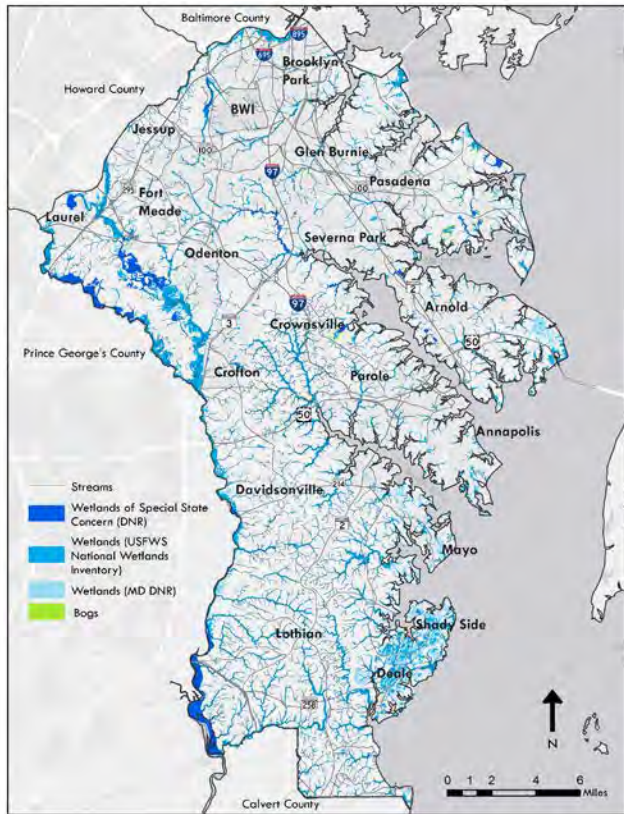 Baltimore County
895
695
Brooklyn
Park
Howard County
BWI
Jessup
100
Glen Burnie
97
295
Fort
Meade
100
Pasadena
Laurel
Severna Park
Odenton
2
Arnold
97
3
Crownsville
50
Prince George's County
Crofton
Parole
50
Annapolis
Streams
Wetlands of Special State
Concern (DNR)
Wetlands (USFWS
National Wetlands
Inventory)
Wetlands (MD DNR)
Bogs
Davidsonville
214
2
Mayo
Lothian
Shady Side
Deale
258
N
0 1 2 4 6
Miles
Calvert County